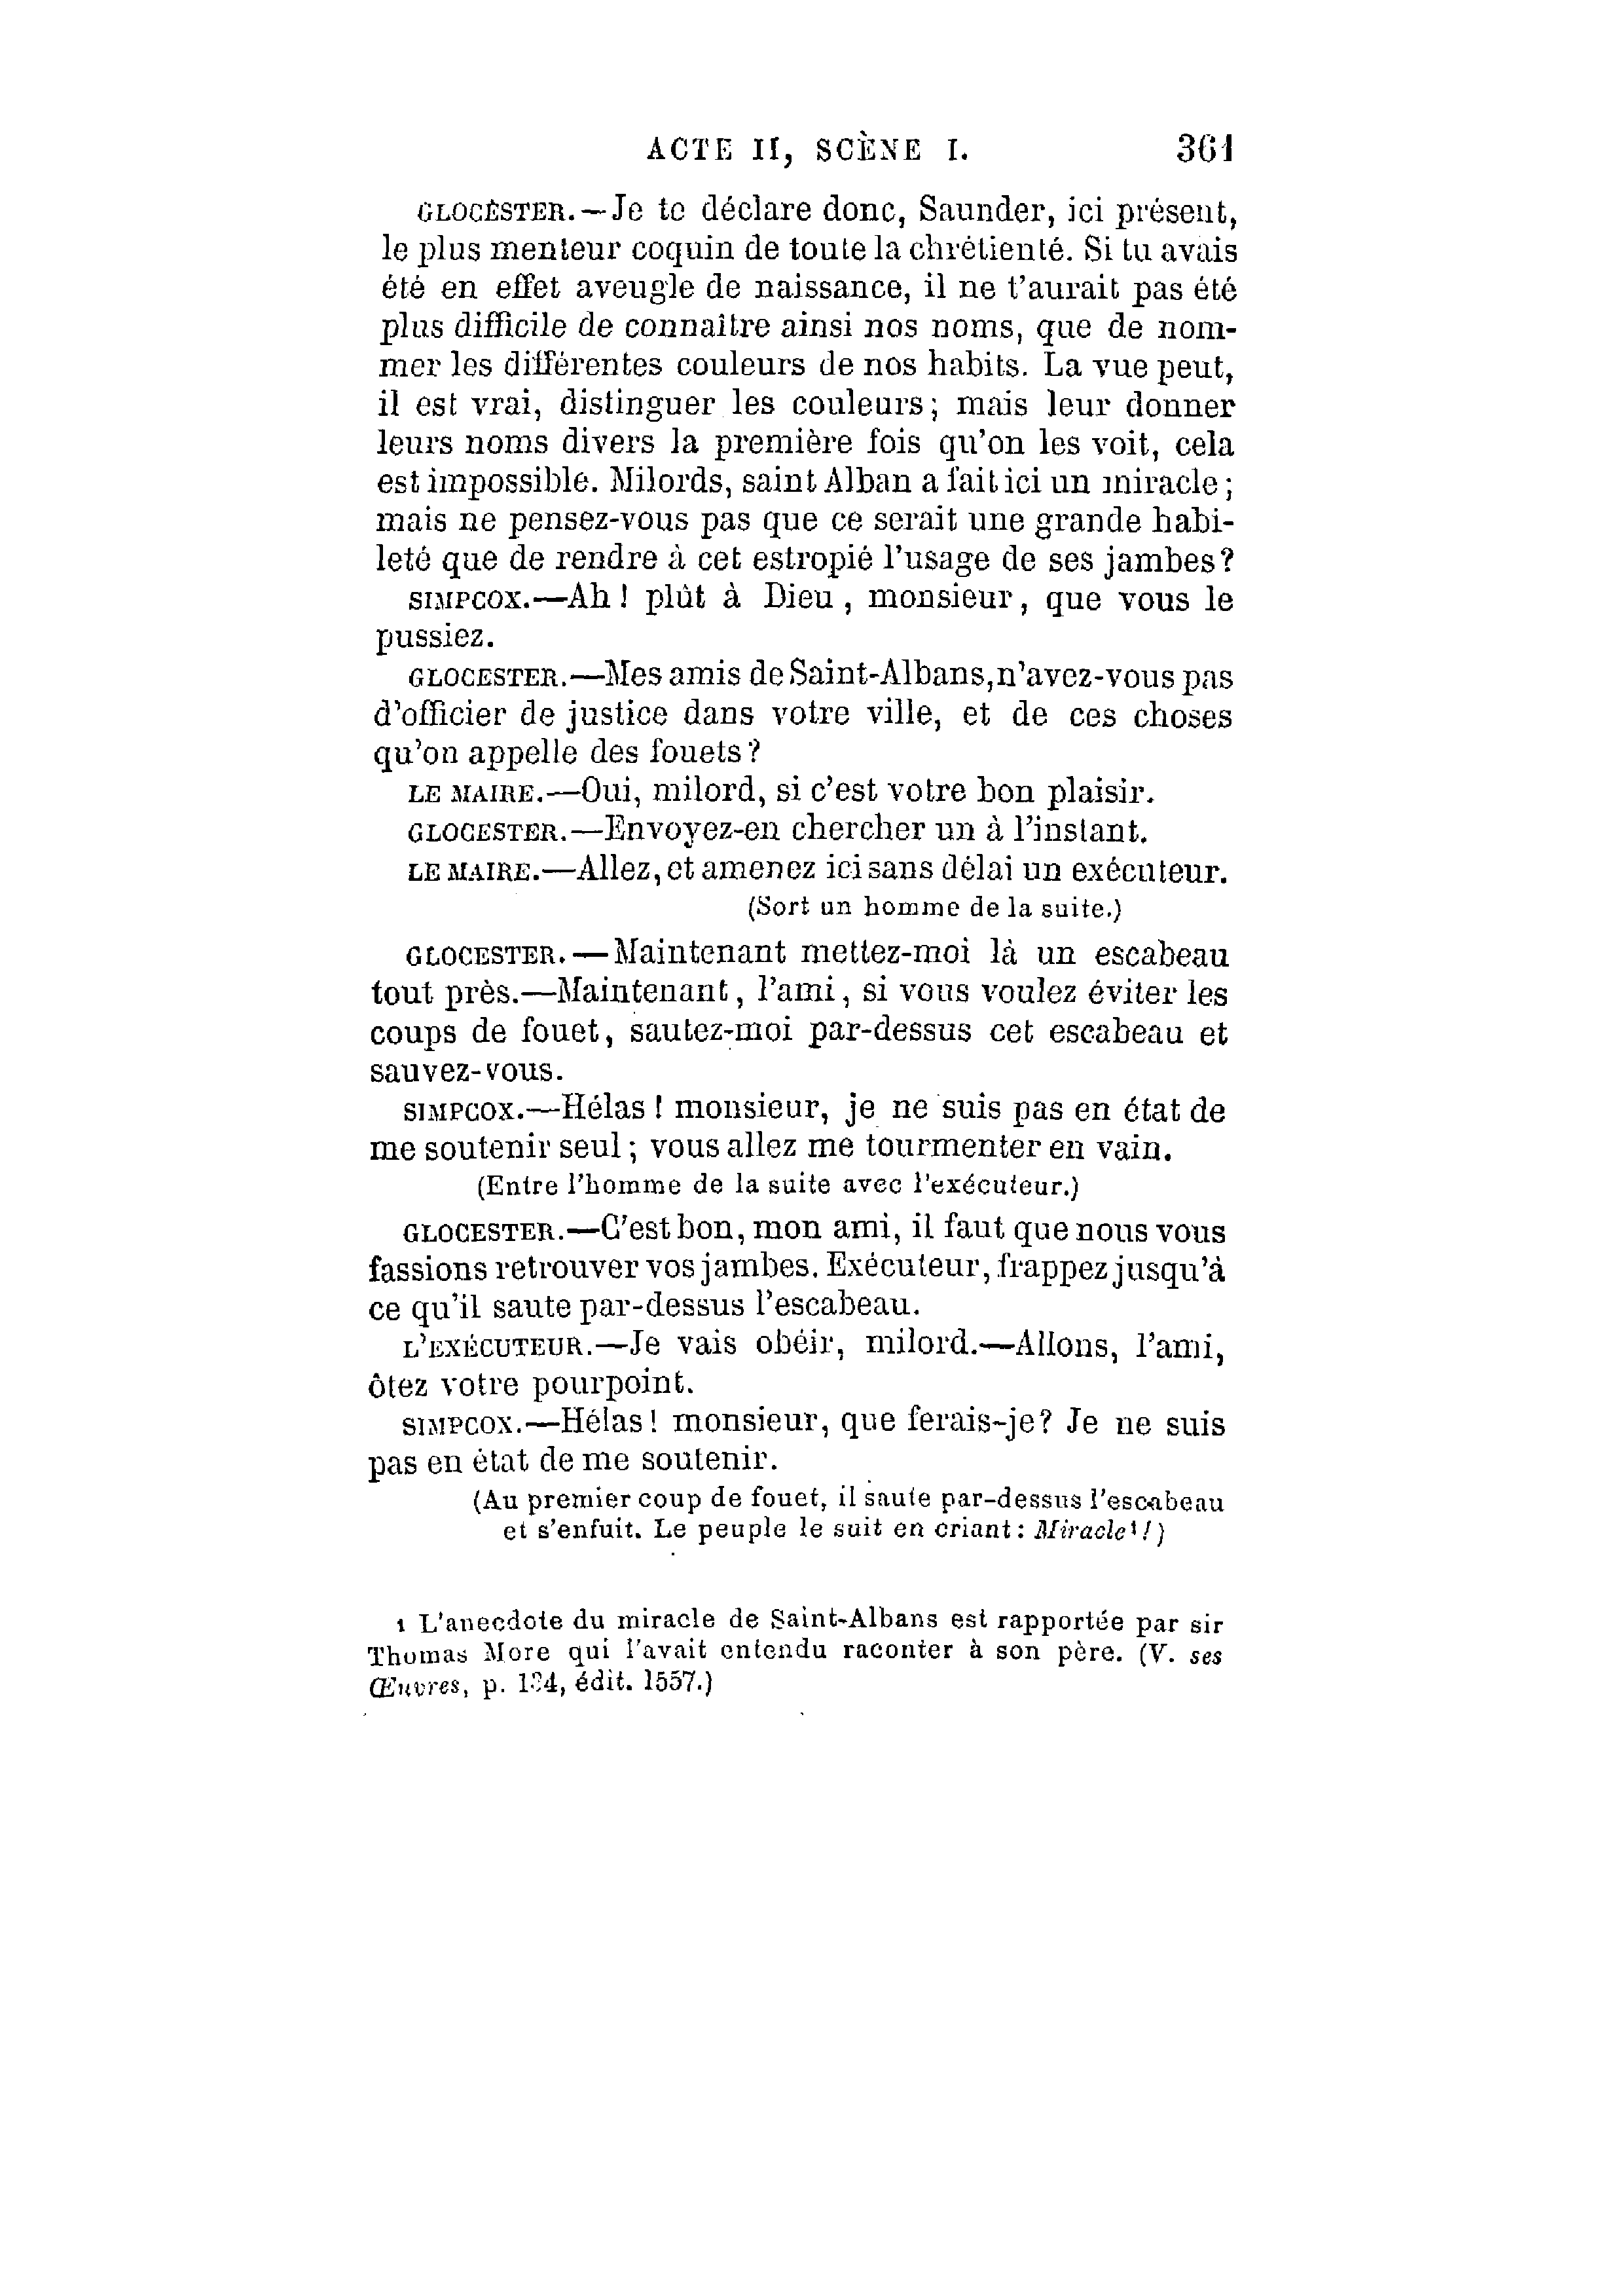 ACTE II, SCÈNE I. 361
GLOCESTER.—Je te déclare donc, Saunder, ici présent,
le plus menteur coquin de toute la chrétienté. Si tu avais
été en effet aveugle de naissance, il ne t'aurait pas été
plus difficile de connaître ainsi nos noms, que de nom-
mer les différentes couleurs de nos habits. La vue peut,
il est vrai, distinguer les couleurs; mais leur donner
leurs noms divers la première fois qu'on les voit, cela
est impossible. Milords, saint Alban a fait ici un miracle;
mais ne pensez-vous pas que ce serait une grande habi-
leté que de rendre à cet estropié l'usage de ses jambes?
SIMPCOX.—Ah! plût à Dieu, monsieur, que vous le
pussiez.
GLOCESTER.—Mes amis de Saint-Albans, n'avez-vous pas
d'officier de justice dans votre ville, et de ces choses
qu'on appelle des fouets?
LE MAIRE.—Oui, milord, si c'est votre bon plaisir.
GLOCESTER.—Envoyez-en chercher un à l'instant.
LE MAIRE.—Allez, et amenez ici sans délai un exécuteur.
(Sort un homme de la suite.)
GLOCESTER.—Maintenant mettez-moi là un escabeau
tout près.—Maintenant, l'ami, si vous voulez éviter les
coups de fouet, sautez-moi par-dessus cet escabeau et
sauvez-vous.
SIMPCOX.—Hélas! monsieur, je ne suis pas en état de
me soutenir seul; vous allez me tourmenter en vain.
(Entre l'homme de la suite avec l'exécuteur.)
GLOCESTER.—C'est bon, mon ami, il faut que nous vous
fassions retrouver vos jambes. Exécuteur, frappez jusqu'à
ce qu'il saute par-dessus l'escabeau.
L'EXÉCUTEUR.—Je vais obéir, milord.—Allons, l'ami,
ôtez votre pourpoint.
SIMPCOX.—Hélas! monsieur, que ferais-je? Je ne suis
pas en état de me soutenir.
(Au premier coup de fouet, il saute par-dessus l'escabeau
et s'enfuit. Le peuple le suit en criant: Miracle¹!)
1 L'anecdote du miracle de Saint-Albans est rapportée par sir
Thomas More qui l'avait entendu raconter à son père. (V. ses
Œuvres, p. 134, édit. 1557.)